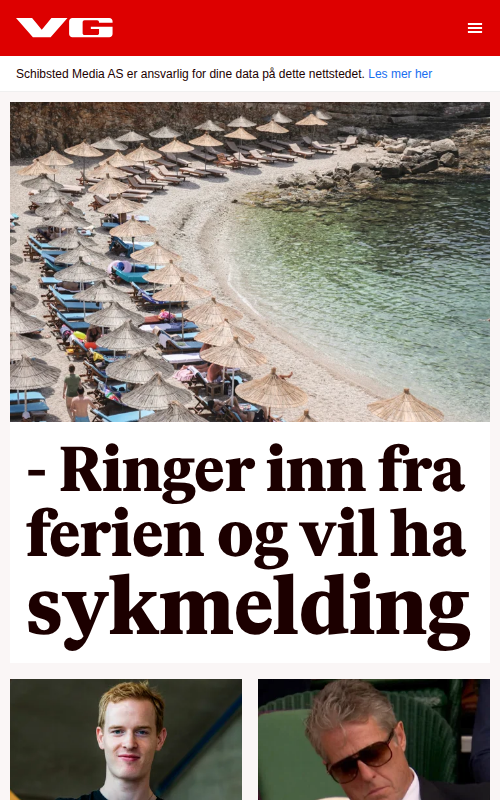 VG
Schibsted Media AS er ansvarlig for dine data på dette nettstedet. Les mer her
- Ringer inn fra
ferien og vil ha
sykmelding